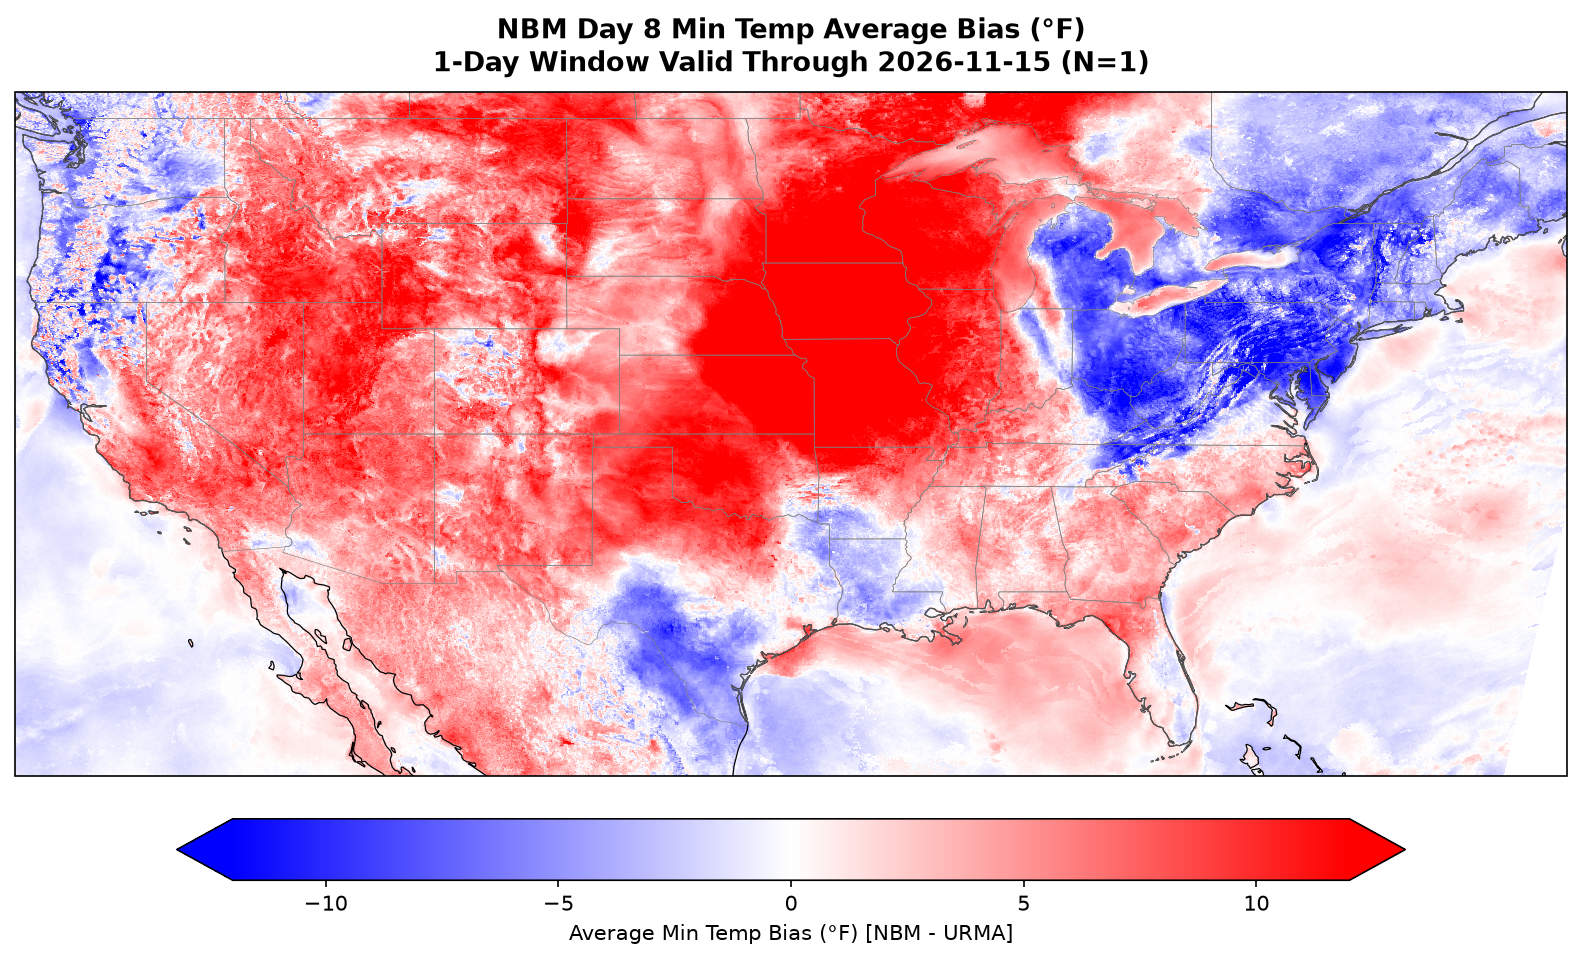 NBM Day 8 Min Temp Average Bias (°F)
1-Day Window Valid Through 2026-11-15 (N=1)
−10 −5 0 5 10
Average Min Temp Bias (°F) [NBM - URMA]